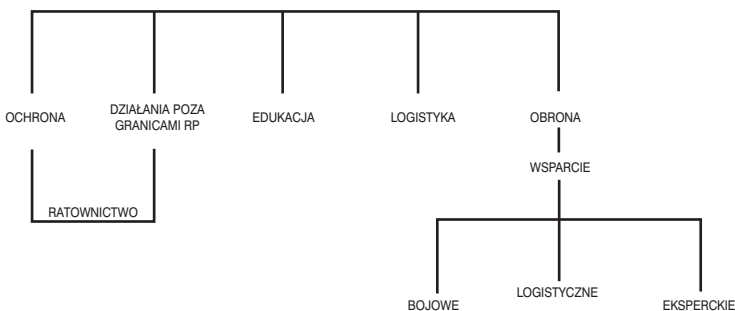 OCHRONA
DZIAŁANIA POZA
GRANICAMI RP
EDUKACJA
LOGISTYKA
OBRONA
WSPARCIE
RATOWNICTWO
BOJOWE
LOGISTYCZNE
EKSPERCKIE